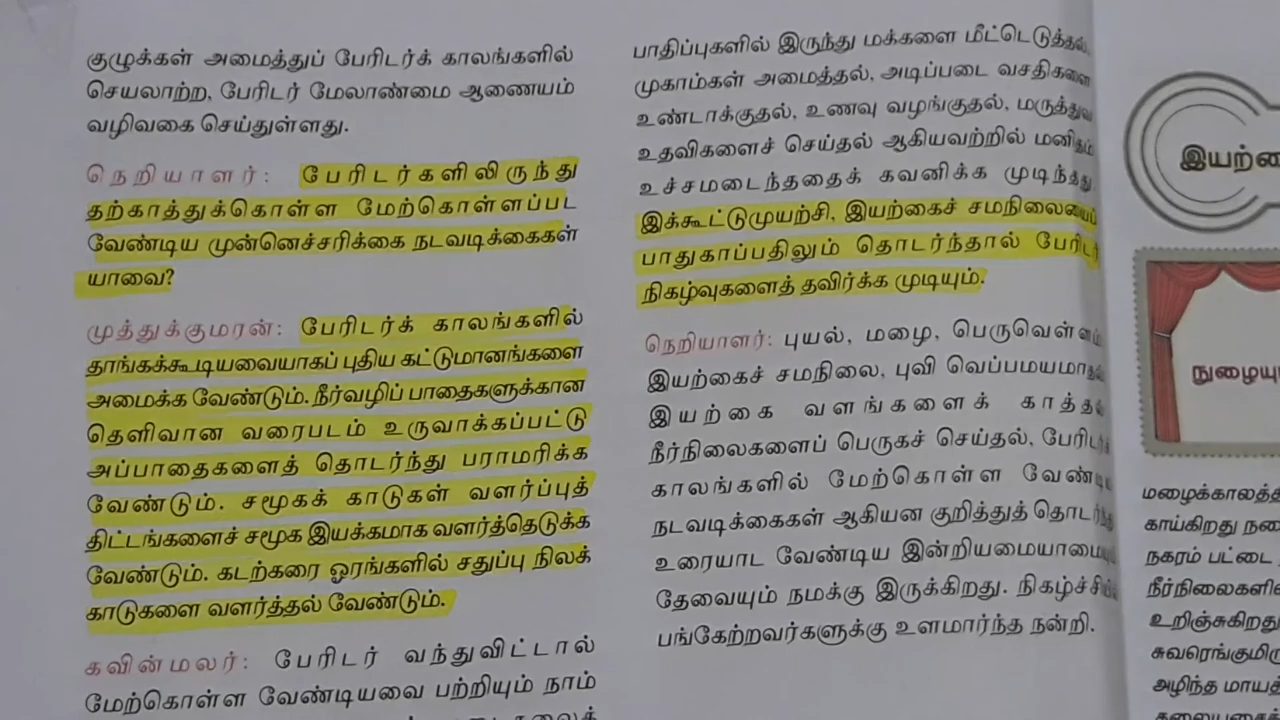 குழுக்கள் அமைத்துப் பேரிடர்க் காலங்களில்
செயலாற்ற, பேரிடர் மேலாண்மை ஆணையம்
வழிவகை செய்துள்ளது.
நெறியாளர்: பேரிடர்களிலிருந்து
தற்காத்துக்கொள்ள மேற்கொள்ளப்பட
வேண்டிய முன்னெச்சரிக்கை நடவடிக்கைகள்
யாவை?
முத்துக்குமரன்: பேரிடர்க் காலங்களில்
தாங்கக்கூடியவையாகப் புதிய கட்டுமானங்களை
அமைக்க வேண்டும். நீர்வழிப் பாதைகளுக்கான
தெளிவான வரைபடம் உருவாக்கப்பட்டு
அப்பாதைகளைத் தொடர்ந்து பராமரிக்க
வேண்டும். சமூகக் காடுகள் வளர்ப்புத்
திட்டங்களைச் சமூக இயக்கமாக வளர்த்தெடுக்க
வேண்டும். கடற்கரை ஓரங்களில் சதுப்பு நிலக்
காடுகளை வளர்த்தல் வேண்டும்.
கவின்மலர்: பேரிடர் வந்துவிட்டால்
மேற்கொள்ள வேண்டியவை பற்றியும் நாம்
பாதிப்புகளில் இருந்து மக்களை மீட்டெடுத்தல்,
முகாம்கள் அமைத்தல், அடிப்படை வசதிகளை
உண்டாக்குதல், உணவு வழங்குதல், மருத்துவ
உதவிகளைச் செய்தல் ஆகியவற்றில் மனிதம்
உச்சமடைந்ததைக் கவனிக்க முடிந்தது.
இக்கூட்டுமுயற்சி, இயற்கைச் சமநிலையைப்
பாதுகாப்பதிலும் தொடர்ந்தால் பேரிடர்
நிகழ்வுகளைத் தவிர்க்க முடியும்.
நெறியாளர்: புயல், மழை, பெருவெள்ளம்
இயற்கைச் சமநிலை, புவி வெப்பமயமாதல்
இயற்கை வளங்களைக் காத்தல்
நீர்நிலைகளைப் பெருகச் செய்தல், பேரிடர்க்
காலங்களில் மேற்கொள்ள வேண்டிய
நடவடிக்கைகள் ஆகியன குறித்துத் தொடர்ந்து
உரையாட வேண்டிய இன்றியமையாமையும்
தேவையும் நமக்கு இருக்கிறது. நிகழ்ச்சியில்
பங்கேற்றவர்களுக்கு உளமார்ந்த நன்றி.
மழைக்காலத்தி
காய்கிறது
நகரம் பட்டை
நீர்நிலைகளின்
உறிஞ்சுகிறது
அழிந்த